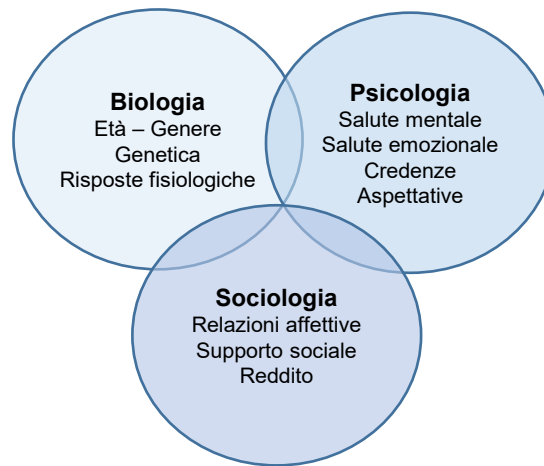 Biologia
Età – Genere
Genetica
Risposte fisiologiche
Psicologia
Salute mentale
Salute emozionale
Credenze
Aspettative
Sociologia
Relazioni affettive
Supporto sociale
Reddito